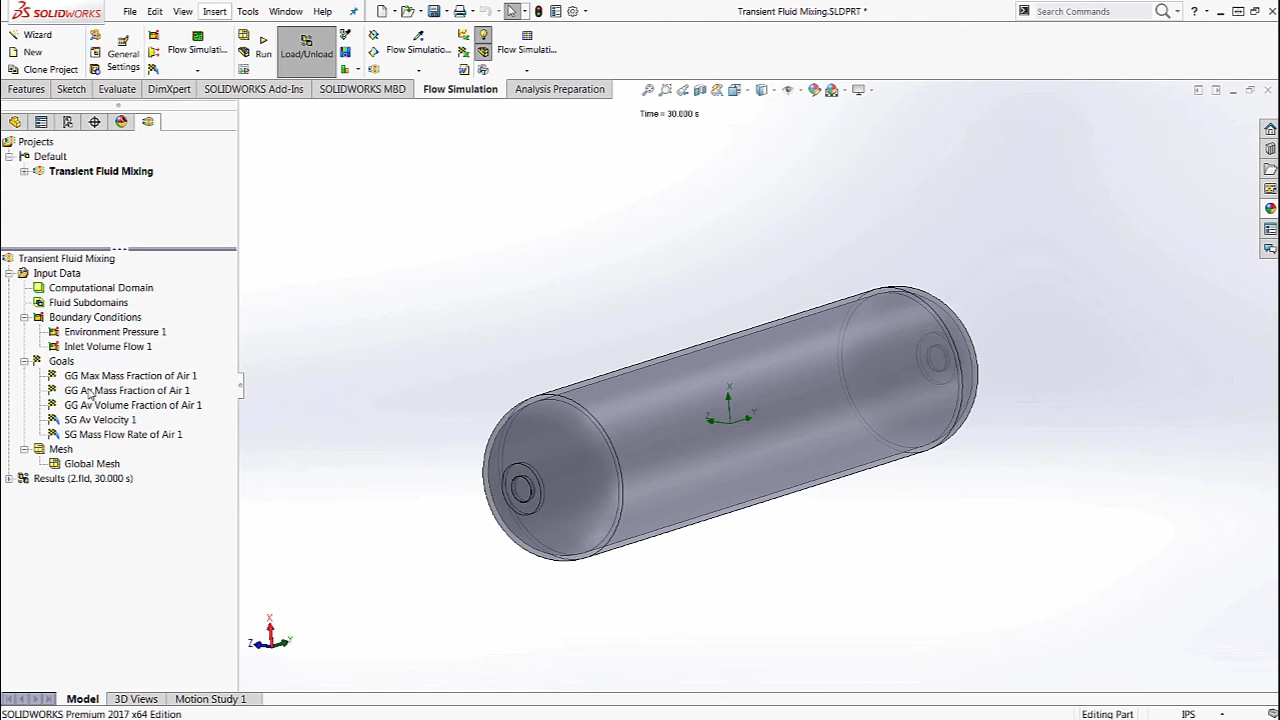 SOLIDWORKS
File Edit View Insert Tools Window Help
Transient Fluid Mixing.SLDPRT *
Search Commands
Wizard
New
Clone Project
General Settings
Flow Simulati...
Run
Load/Unload
Flow Simulatio...
Flow Simulati...
Features Sketch Evaluate DimXpert SOLIDWORKS Add-Ins SOLIDWORKS MBD Flow Simulation Analysis Preparation
Time = 30.000 s
Projects
Default
Transient Fluid Mixing
Transient Fluid Mixing
Input Data
Computational Domain
Fluid Subdomains
Boundary Conditions
Environment Pressure 1
Inlet Volume Flow 1
Goals
GG Max Mass Fraction of Air 1
GG Av Mass Fraction of Air 1
GG Av Volume Fraction of Air 1
SG Av Velocity 1
SG Mass Flow Rate of Air 1
Mesh
Global Mesh
Results (2.fld, 30.000 s)
X
Z
Y
X
Z
Y
Model 3D Views Motion Study 1
SOLIDWORKS Premium 2017 x64 Edition
Editing Part
IPS